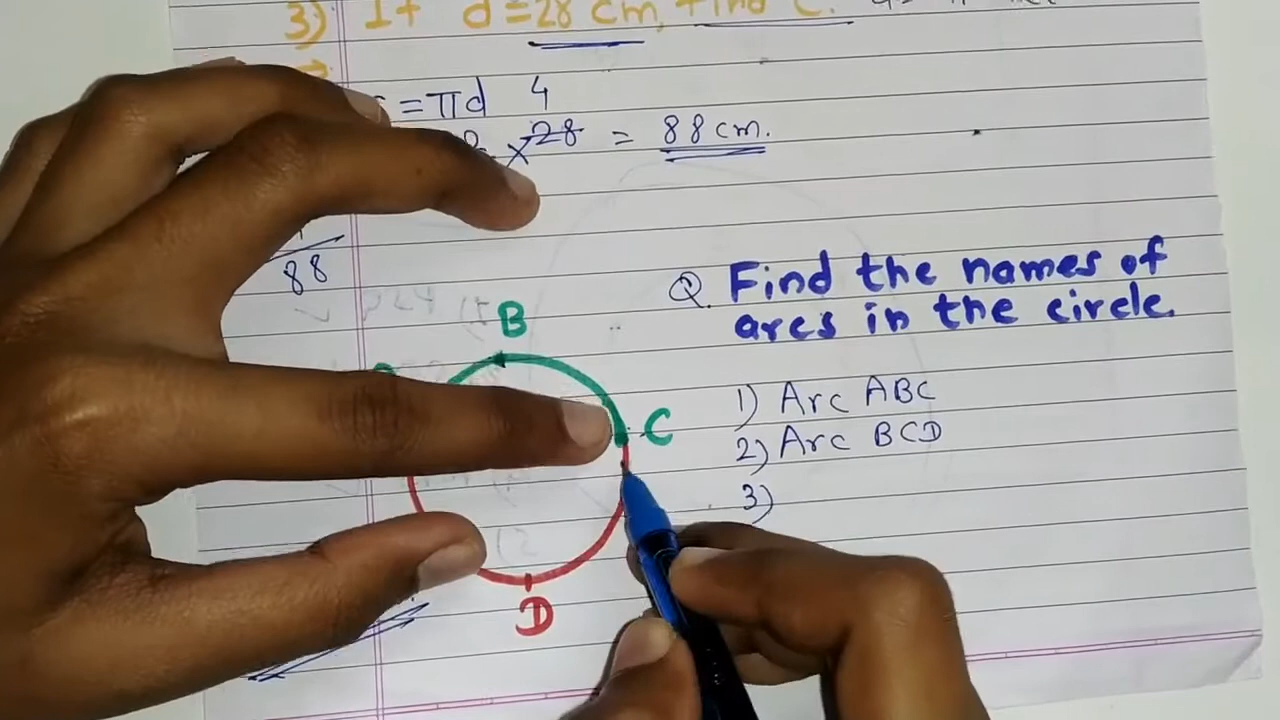 3) If d = 28 cm, find C.
= πd 4
× 28 = 88 cm.
88
Q. Find the names of
arcs in the circle.
B
C
D
1) Arc ABC
2) Arc BCD
3)